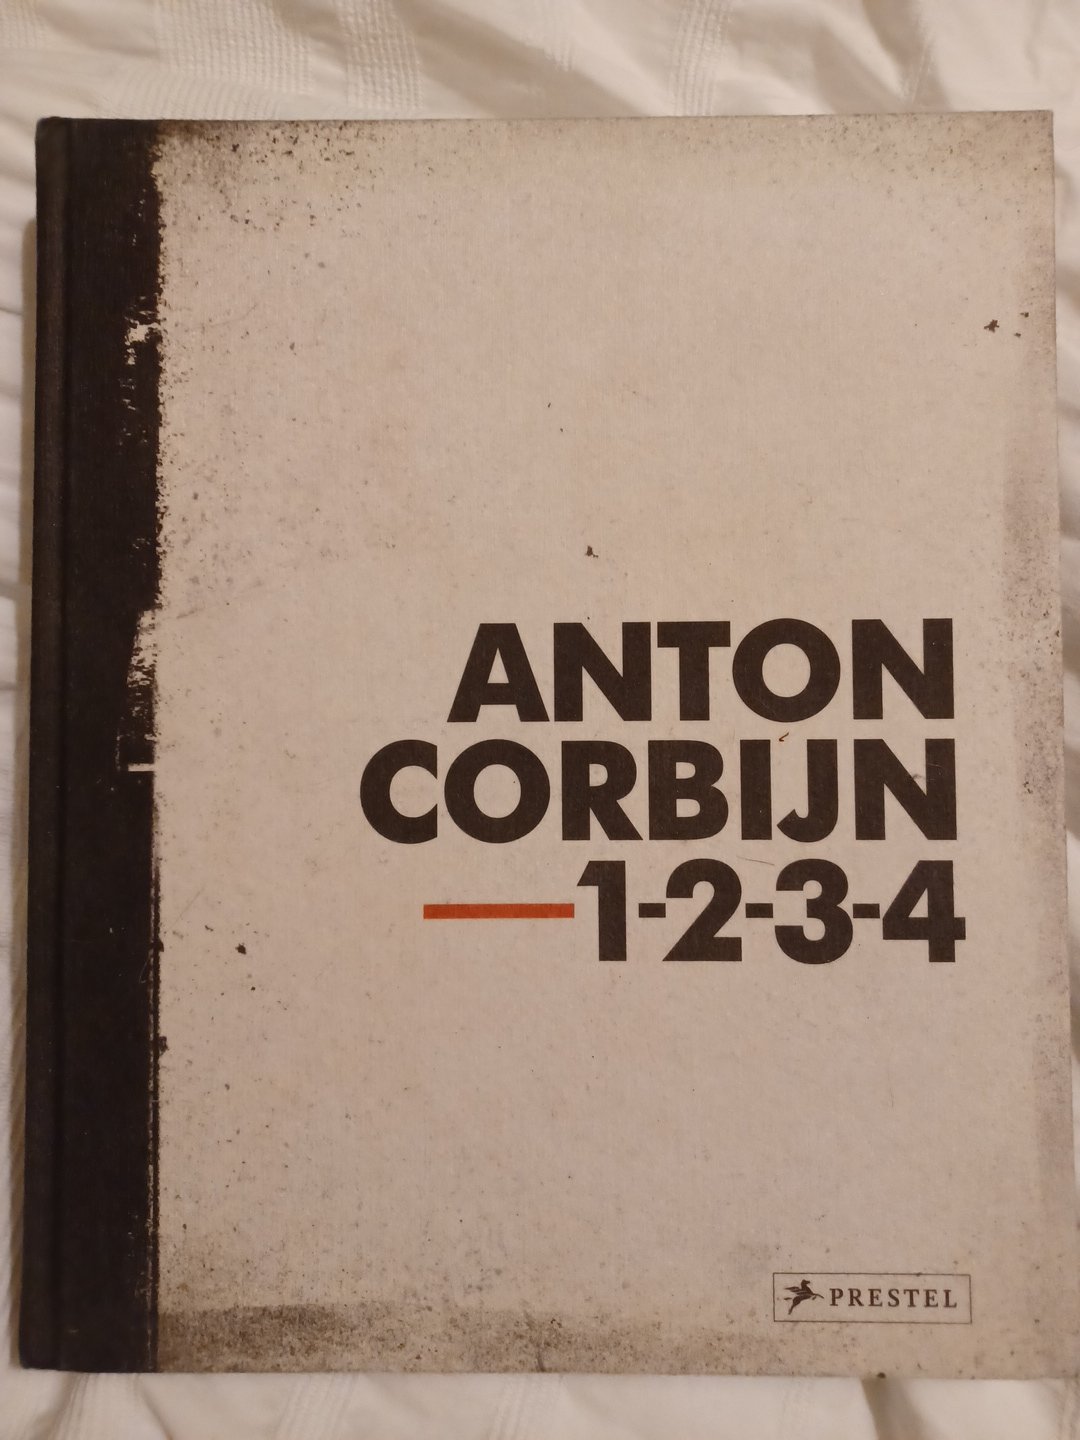 ANTON
CORBIJN
1-2-3-4
PRESTEL